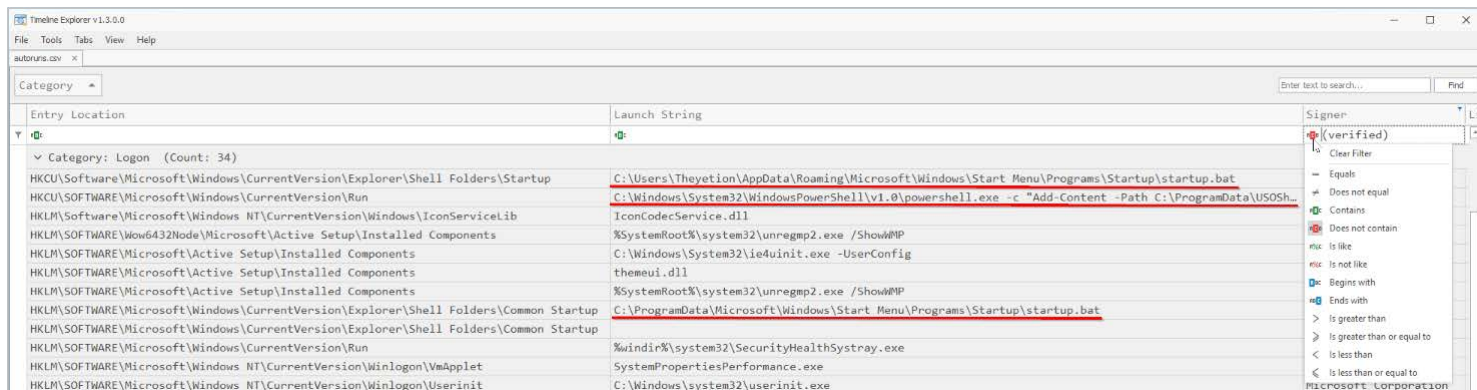 Timeline Explorer v1.3.0.0
File Tools Tabs View Help
autoruns.csv ×
Category
Enter text to search... Find
Entry Location Launch String Signer
(verified)
Category: Logon (Count: 34)
Clear Filter
HKCU\Software\Microsoft\Windows\CurrentVersion\Explorer\Shell Folders\Startup C:\Users\Theyetion\AppData\Roaming\Microsoft\Windows\Start Menu\Programs\Startup\startup.bat Equals
Does not equal
HKCU\SOFTWARE\Microsoft\Windows\CurrentVersion\Run C:\Windows\System32\WindowsPowerShell\v1.0\powershell.exe -c "Add-Content -Path C:\ProgramData\USOSh…
HKLM\Software\Microsoft\Windows NT\CurrentVersion\Windows\IconServiceLib IconCodecService.dll Contains
HKLM\SOFTWARE\Wow6432Node\Microsoft\Active Setup\Installed Components %SystemRoot%\system32\unregmp2.exe /ShowWMP Does not contain
HKLM\SOFTWARE\Microsoft\Active Setup\Installed Components C:\Windows\System32\ie4uinit.exe -UserConfig Is like
HKLM\SOFTWARE\Microsoft\Active Setup\Installed Components themeui.dll Is not like
HKLM\SOFTWARE\Microsoft\Active Setup\Installed Components %SystemRoot%\system32\unregmp2.exe /ShowWMP Begins with
Ends with
HKLM\SOFTWARE\Microsoft\Windows\CurrentVersion\Explorer\Shell Folders\Common Startup C:\ProgramData\Microsoft\Windows\Start Menu\Programs\Startup\startup.bat Is greater than
HKLM\SOFTWARE\Microsoft\Windows\CurrentVersion\Explorer\Shell Folders\Common Startup Is greater than or equal to
HKLM\SOFTWARE\Microsoft\Windows\CurrentVersion\Run %windir%\system32\SecurityHealthSystray.exe Is less than
HKLM\SOFTWARE\Microsoft\Windows NT\CurrentVersion\Winlogon\VmApplet SystemPropertiesPerformance.exe Is less than or equal to
HKLM\SOFTWARE\Microsoft\Windows NT\CurrentVersion\Winlogon\Userinit C:\Windows\system32\userinit.exe Microsoft Corporation